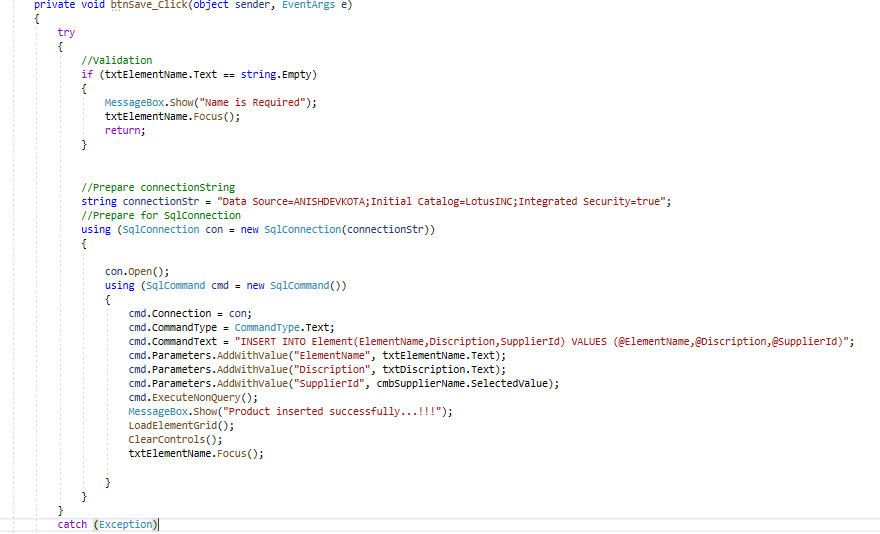 private void btnSave_Click(object sender, EventArgs e)
{
try
{
//Validation
if (txtElementName.Text == string.Empty)
{
MessageBox.Show("Name is Required");
txtElementName.Focus();
return;
}
//Prepare connectionString
string connectionStr = "Data Source=ANISHDEVKOTA;Initial Catalog=LotusINC;Integrated Security=true";
//Prepare for SqlConnection
using (SqlConnection con = new SqlConnection(connectionStr))
{
con.Open();
using (SqlCommand cmd = new SqlCommand())
{
cmd.Connection = con;
cmd.CommandType = CommandType.Text;
cmd.CommandText = "INSERT INTO Element(ElementName,Discription,SupplierId) VALUES (@ElementName,@Discription,@SupplierId)";
cmd.Parameters.AddWithValue("ElementName", txtElementName.Text);
cmd.Parameters.AddWithValue("Discription", txtDiscription.Text);
cmd.Parameters.AddWithValue("SupplierId", cmbSupplierName.SelectedValue);
cmd.ExecuteNonQuery();
MessageBox.Show("Product inserted successfully...!!!");
LoadElementGrid();
ClearControls();
txtElementName.Focus();
}
}
}
catch (Exception)